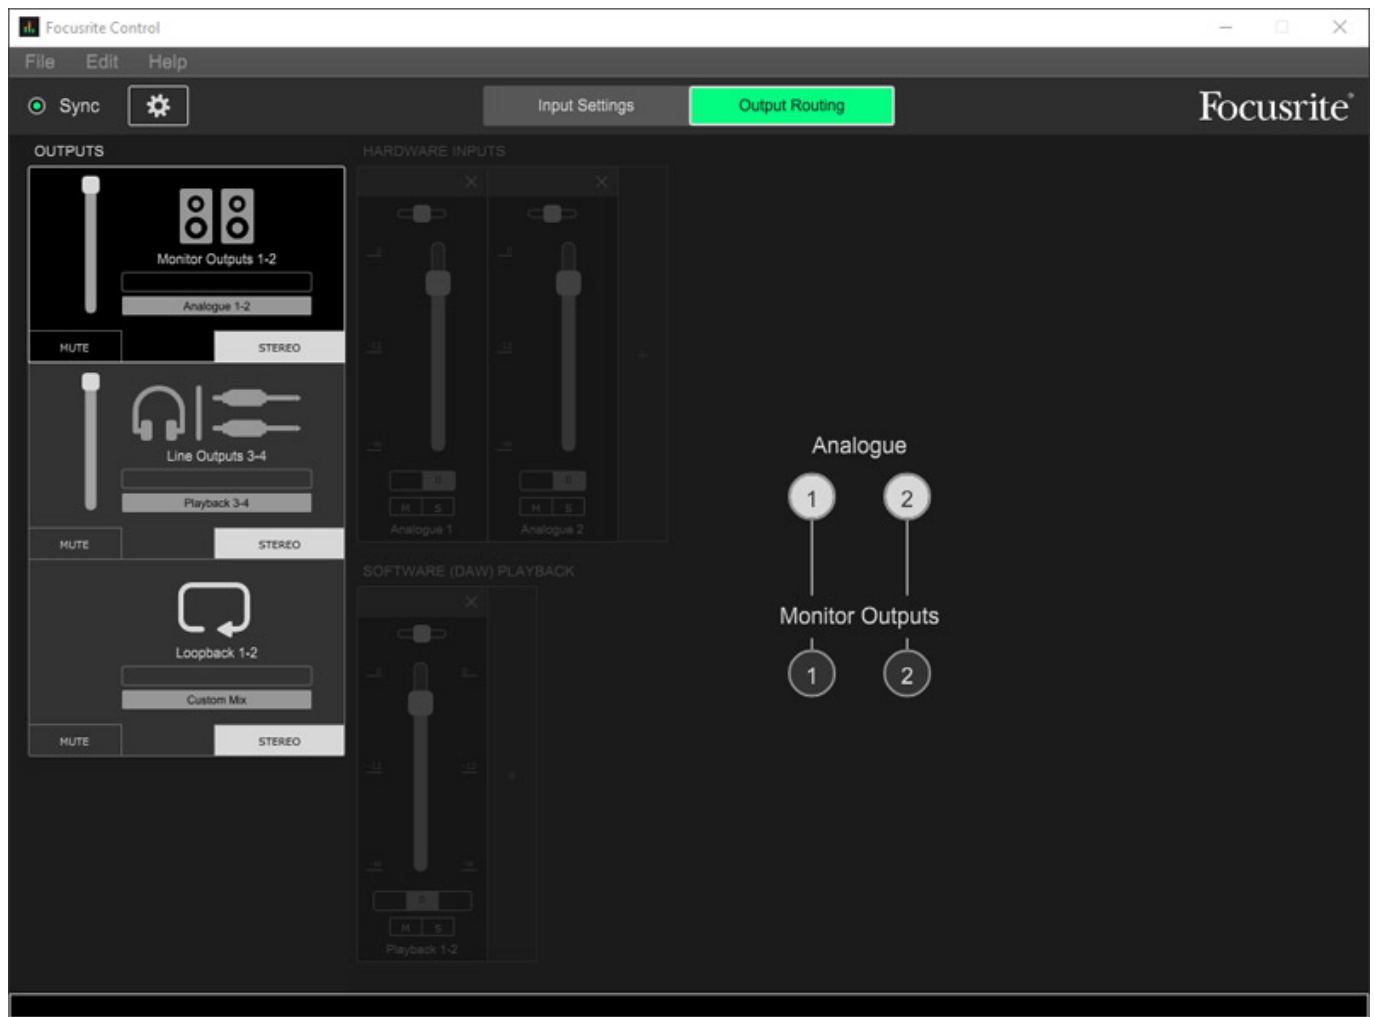 Focusrite Control
File Edit Help
Sync
Input Settings
Output Routing
Focusrite
OUTPUTS
HARDWARE INPUTS
Monitor Outputs 1-2
Analogue 1-2
MUTE STEREO
Line Outputs 3-4
Playback 3-4
MUTE STEREO
Loopback 1-2
Custom Mix
MUTE STEREO
M S
Analogue 1
M S
Analogue 2
SOFTWARE (DAW) PLAYBACK
-12 -12
M S
Playback 1-2
Analogue
1 2
Monitor Outputs
1 2